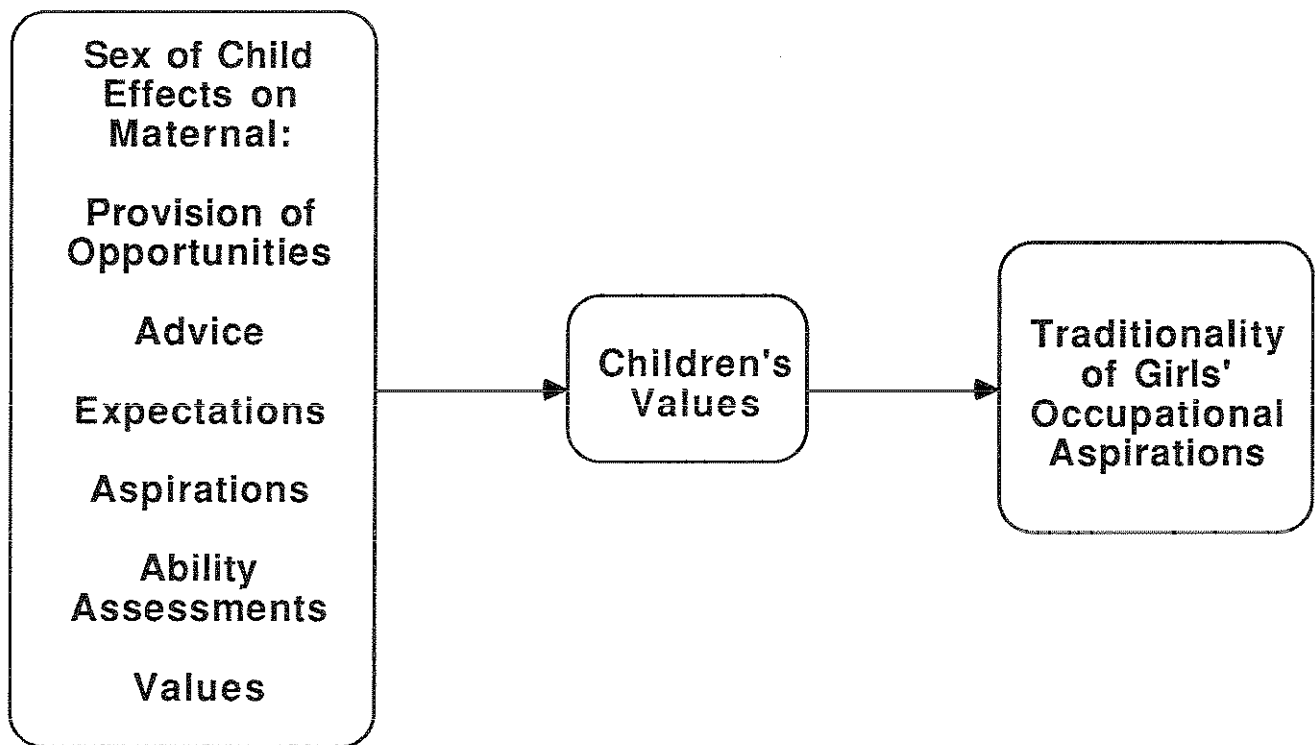 Sex of Child
Effects on
Maternal:
Provision of
Opportunities
Advice
Expectations
Aspirations
Ability
Assessments
Values
Children's
Values
Traditionality
of Girls'
Occupational
Aspirations